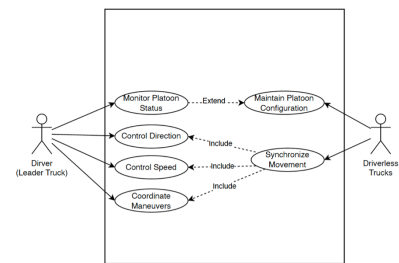 Monitor Platoon
Status
Extend
Maintain Platoon
Configuration
Control Direction
Include
Synchronize
Movement
Control Speed
Include
Include
Coordinate
Maneuvers
Dirver
(Leader Truck)
Driverless
Trucks